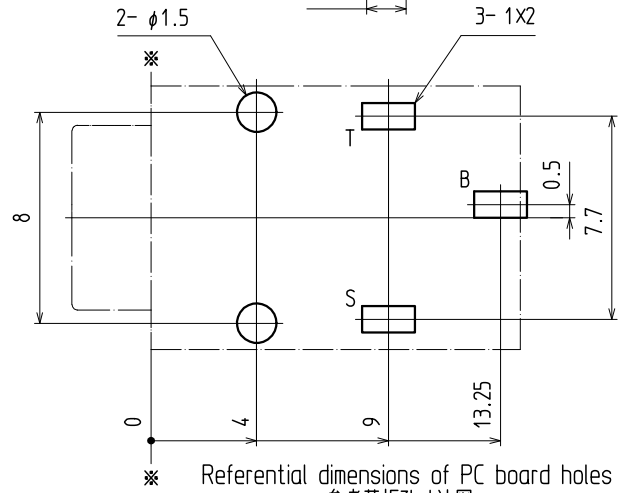 2- φ1.5
3- 1X2
※
T
B
0.5
8
7.7
S
0
4
9
13.25
※ Referential dimensions of PC board holes